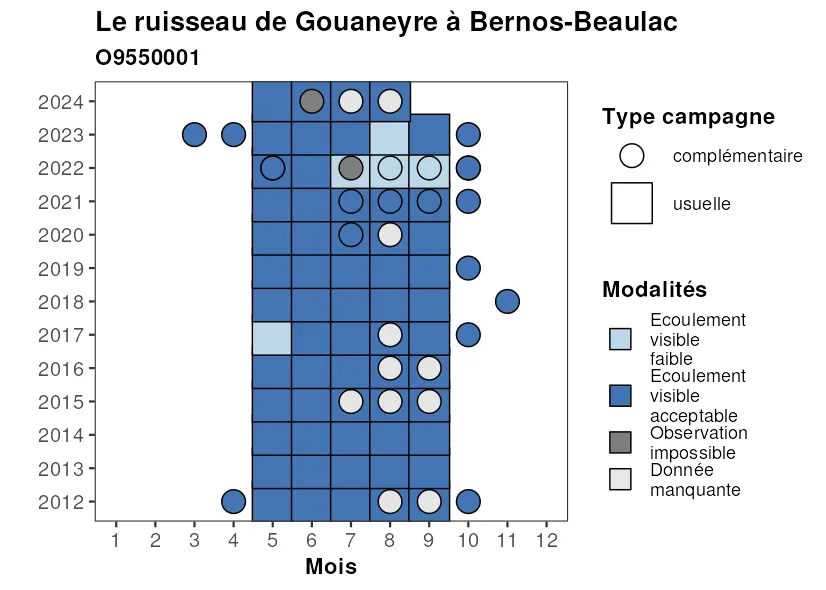 Le ruisseau de Gouaneyre à Bernos-Beaulac
O9550001
2024
2023
2022
2021
2020
2019
2018
2017
2016
2015
2014
2013
2012
1 2 3 4 5 6 7 8 9 10 11 12
Mois
Type campagne
complémentaire
usuelle
Modalités
Ecoulement
visible
faible
Ecoulement
visible
acceptable
Observation
impossible
Donnée
manquante